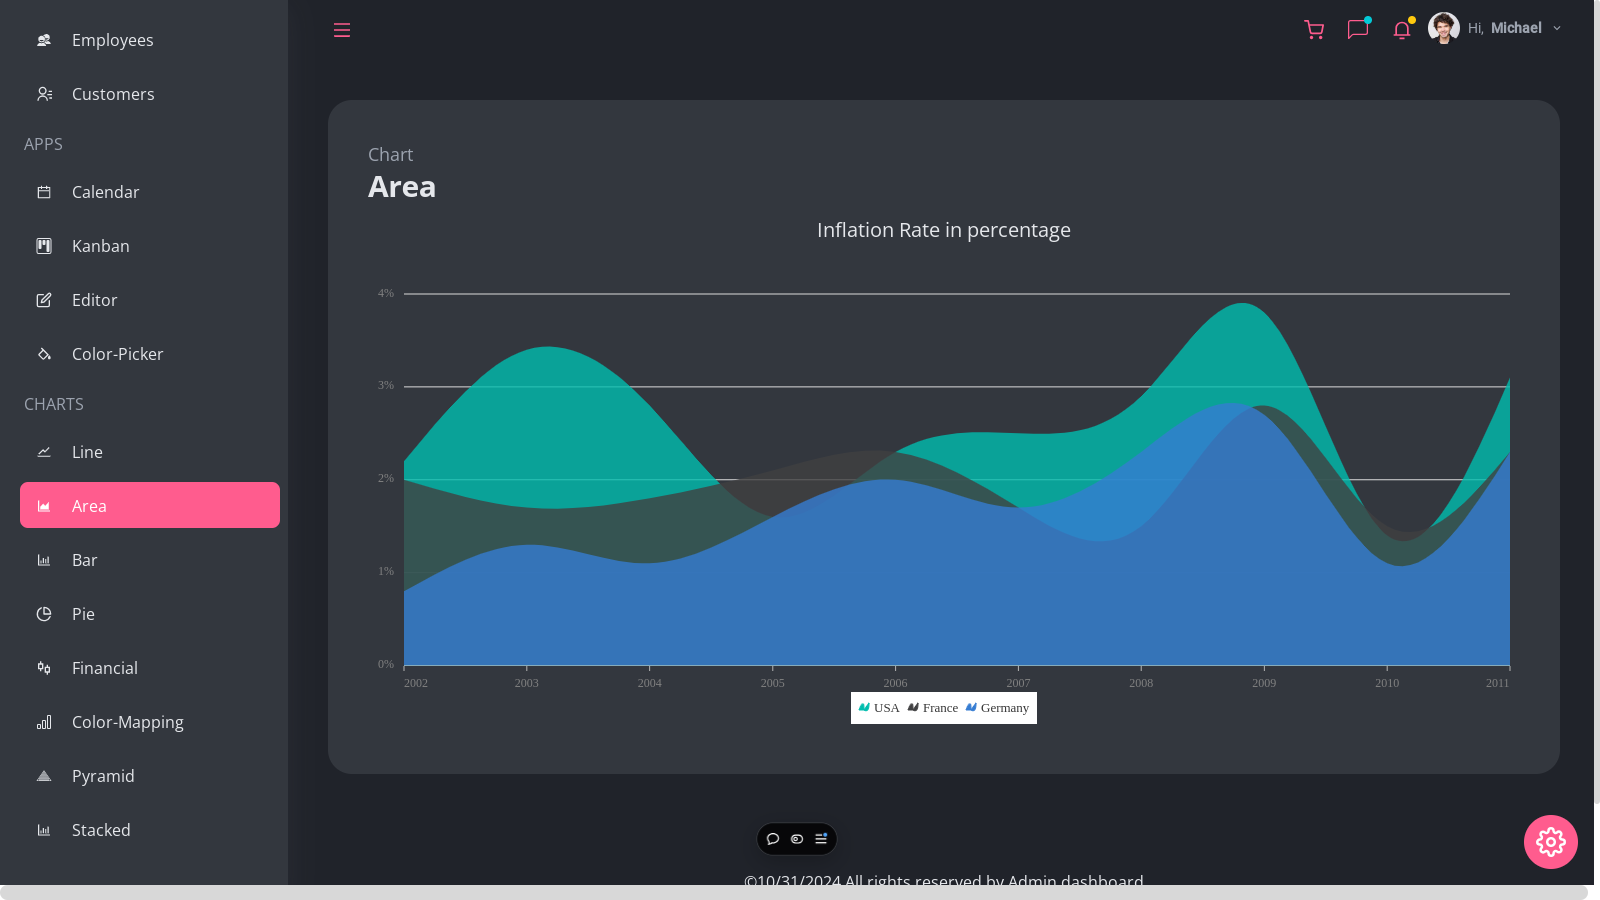 Employees
Customers
APPS
Calendar
Kanban
Editor
Color-Picker
CHARTS
Line
Area
Bar
Pie
Financial
Color-Mapping
Pyramid
Stacked
Hi, Michael
Chart
Area
Inflation Rate in percentage
4%
3%
2%
1%
0%
2002 2003 2004 2005 2006 2007 2008 2009 2010 2011
USA France Germany
©10/31/2024 All rights reserved by Admin dashboard